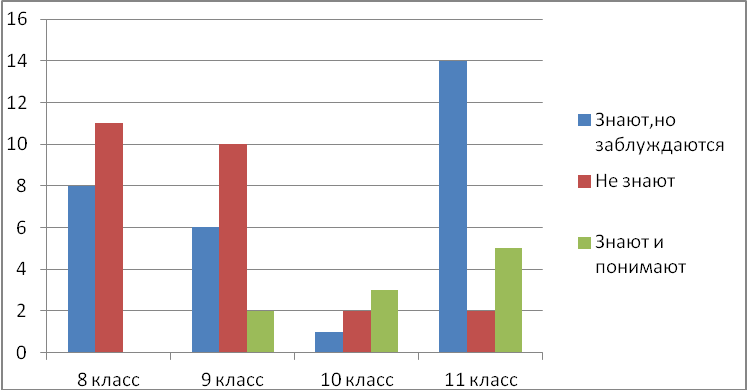 16
14
12
10
8
6
4
2
0
8 класс
9 класс
10 класс
11 класс
Знают,но
заблуждаются
Не знают
Знают и
понимают